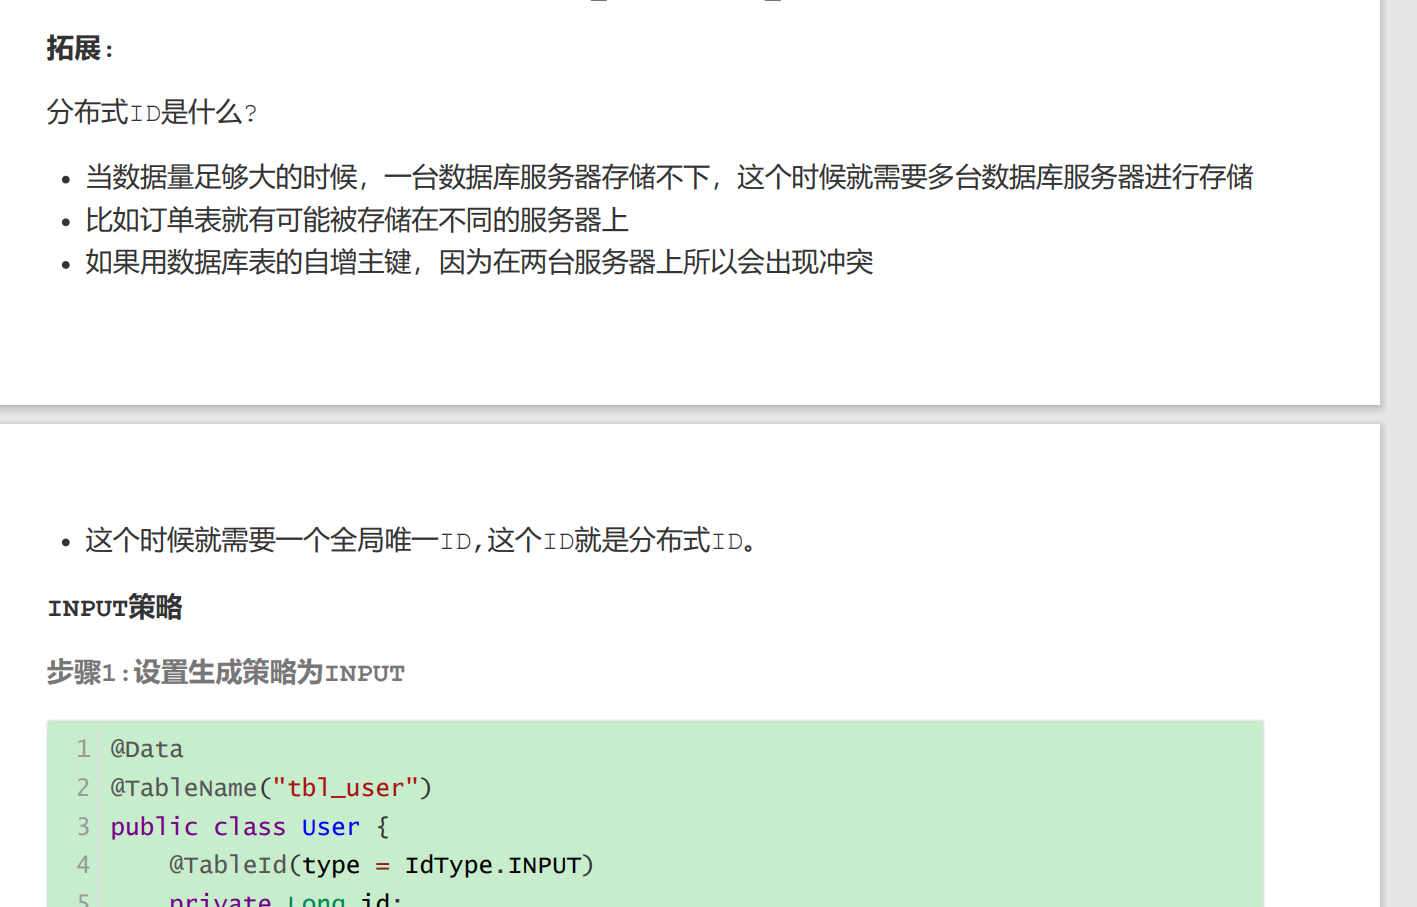 拓展：
分布式ID是什么?
• 当数据量足够大的时候，一台数据库服务器存储不下，这个时候就需要多台数据库服务器进行存储
• 比如订单表就有可能被存储在不同的服务器上
• 如果用数据库表的自增主键，因为在两台服务器上所以会出现冲突
• 这个时候就需要一个全局唯一ID,这个ID就是分布式ID。
INPUT策略
步骤1:设置生成策略为INPUT
1 @Data
2 @TableName("tbl_user")
3 public class User {
4 @TableId(type = IdType.INPUT)
5 private Long id;